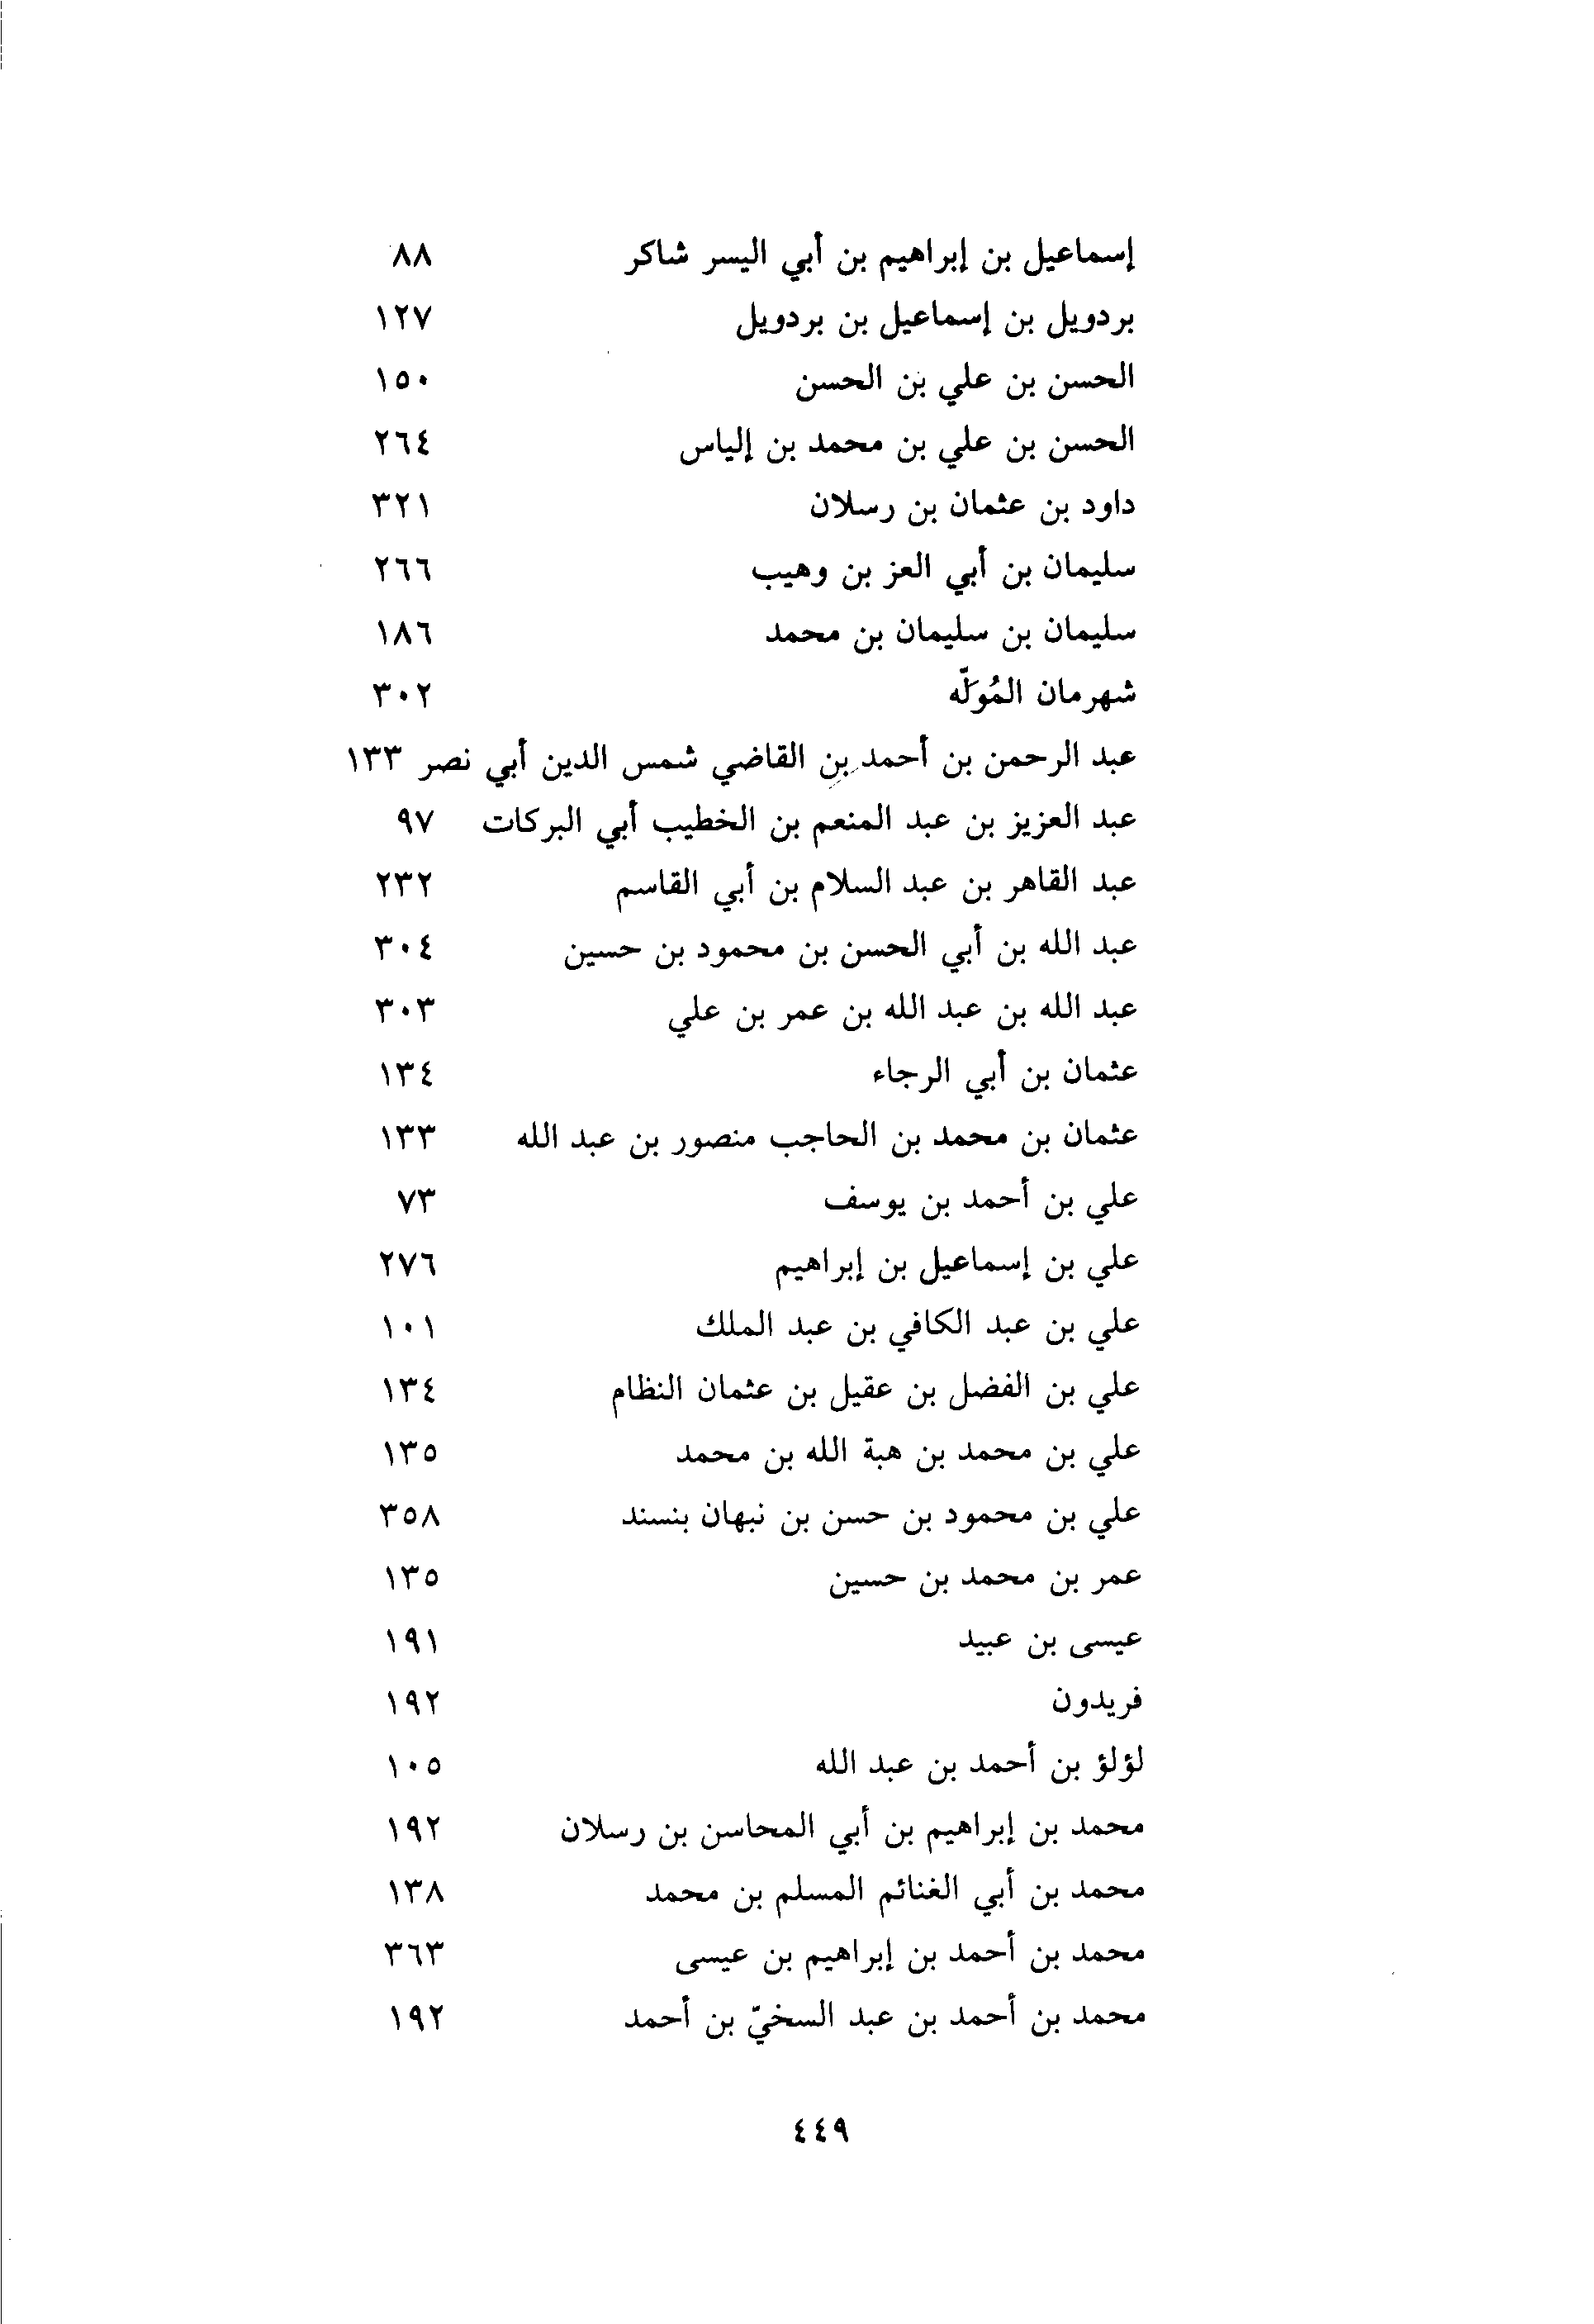 إسماعيل بن إبراهيم بن أبي اليسر شاكر ٨٨
بردويل بن إسماعيل بن بردويل ١٢٧
الحسن بن علي بن الحسن ١٥٠
الحسن بن علي بن محمد بن إلياس ٢٦٤
داود بن عثمان بن رسلان ٣٢١
سليمان بن أبي العز بن وهيب ٢٦٦
سليمان بن سليمان بن محمد ١٨٦
شهرمان المُولَّه ٣٠٢
عبد الرحمن بن أحمد بن القاضي شمس الدين أبي نصر ١٣٣
عبد العزيز بن عبد المنعم بن الخطيب أبي البركات ٩٧
عبد القاهر بن عبد السلام بن أبي القاسم ٢٣٢
عبد الله بن أبي الحسن بن محمود بن حسين ٣٠٤
عبد الله بن عبد الله بن عمر بن علي ٣٠٣
عثمان بن أبي الرجاء ١٣٤
عثمان بن محمد بن الحاجب منصور بن عبد الله ١٣٣
علي بن أحمد بن يوسف ٧٣
علي بن إسماعيل بن إبراهيم ٢٧٦
علي بن عبد الكافي بن عبد الملك ١٠١
علي بن الفضل بن عقيل بن عثمان النظام ١٣٤
علي بن محمد بن هبة الله بن محمد ١٣٥
علي بن محمود بن حسن بن نبهان بنسند ٣٥٨
عمر بن محمد بن حسين ١٣٥
عيسى بن عبيد ١٩١
فريدون ١٩٢
لؤلؤ بن أحمد بن عبد الله ١٠٥
محمد بن إبراهيم بن أبي المحاسن بن رسلان ١٩٢
محمد بن أبي الغنائم المسلم بن محمد ١٣٨
محمد بن أحمد بن إبراهيم بن عيسى ٣٦٣
محمد بن أحمد بن عبد السخيّ بن أحمد ١٩٢
٤٤٩